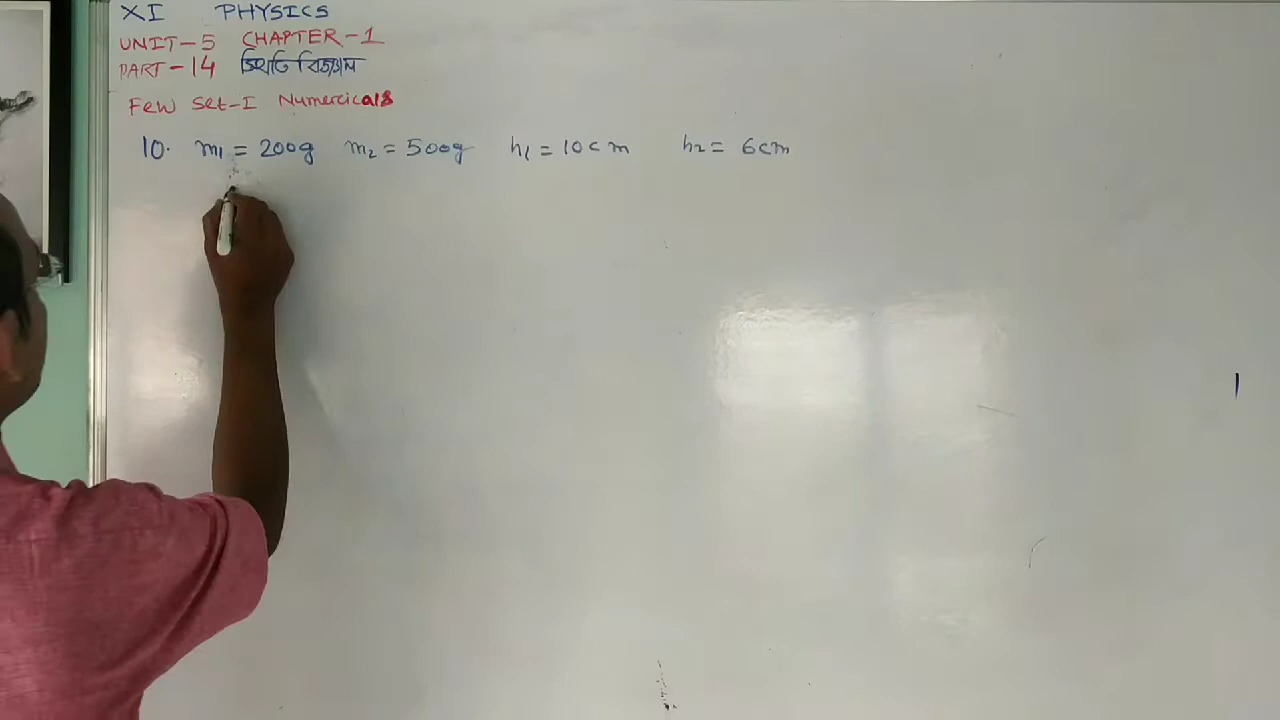 XI PHYSICS
UNIT-5 CHAPTER-1
PART-14 স্থিতি বিজ্ঞান
Few Set-I Numercicals
10. m₁ = 200g m₂ = 500g h₁ = 10cm h₂ = 6cm